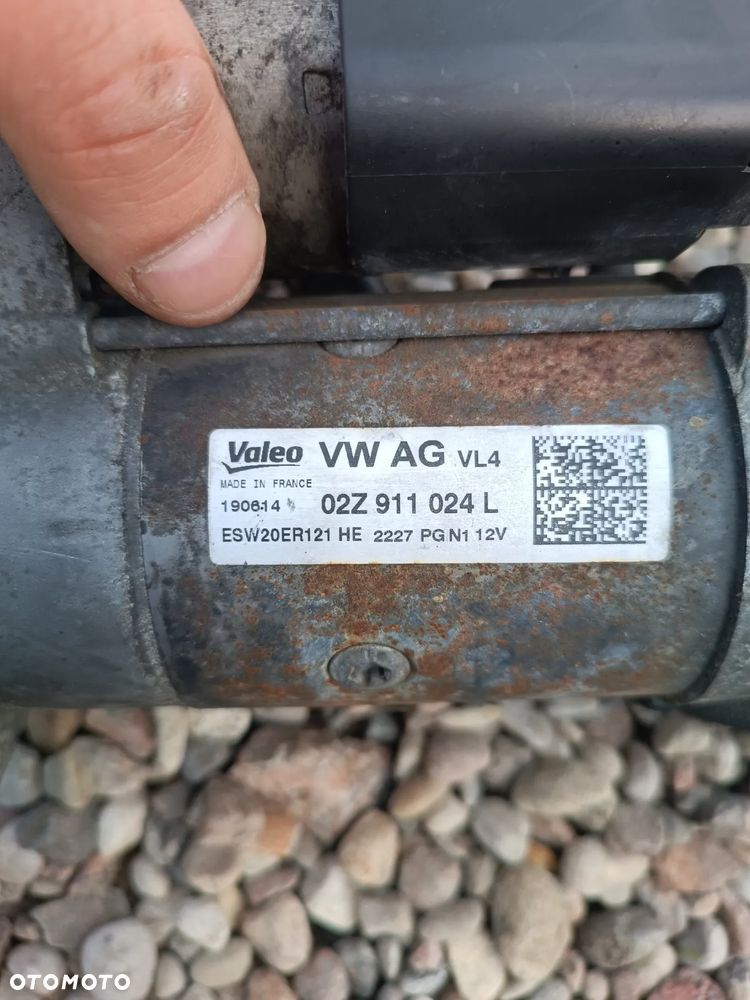 Valeo VW AG VL4
MADE IN FRANCE
190614 02Z 911 024 L
ESW20ER121 HE 2227 PG N1 12V
OTOMOTO